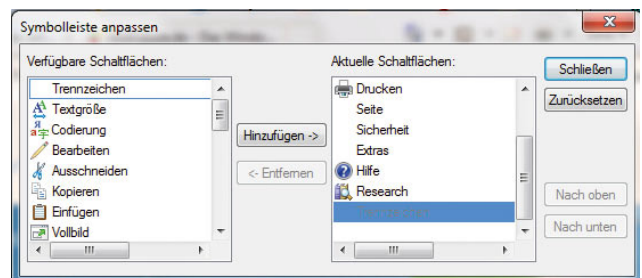 Symbolleiste anpassen
Verfügbare Schaltflächen:
Trennzeichen
Textgröße
Codierung
Bearbeiten
Ausschneiden
Kopieren
Einfügen
Vollbild
Hinzufügen ->
<- Entfernen
Aktuelle Schaltflächen:
Drucken
Seite
Sicherheit
Extras
Hilfe
Research
Schließen
Zurücksetzen
Nach oben
Nach unten